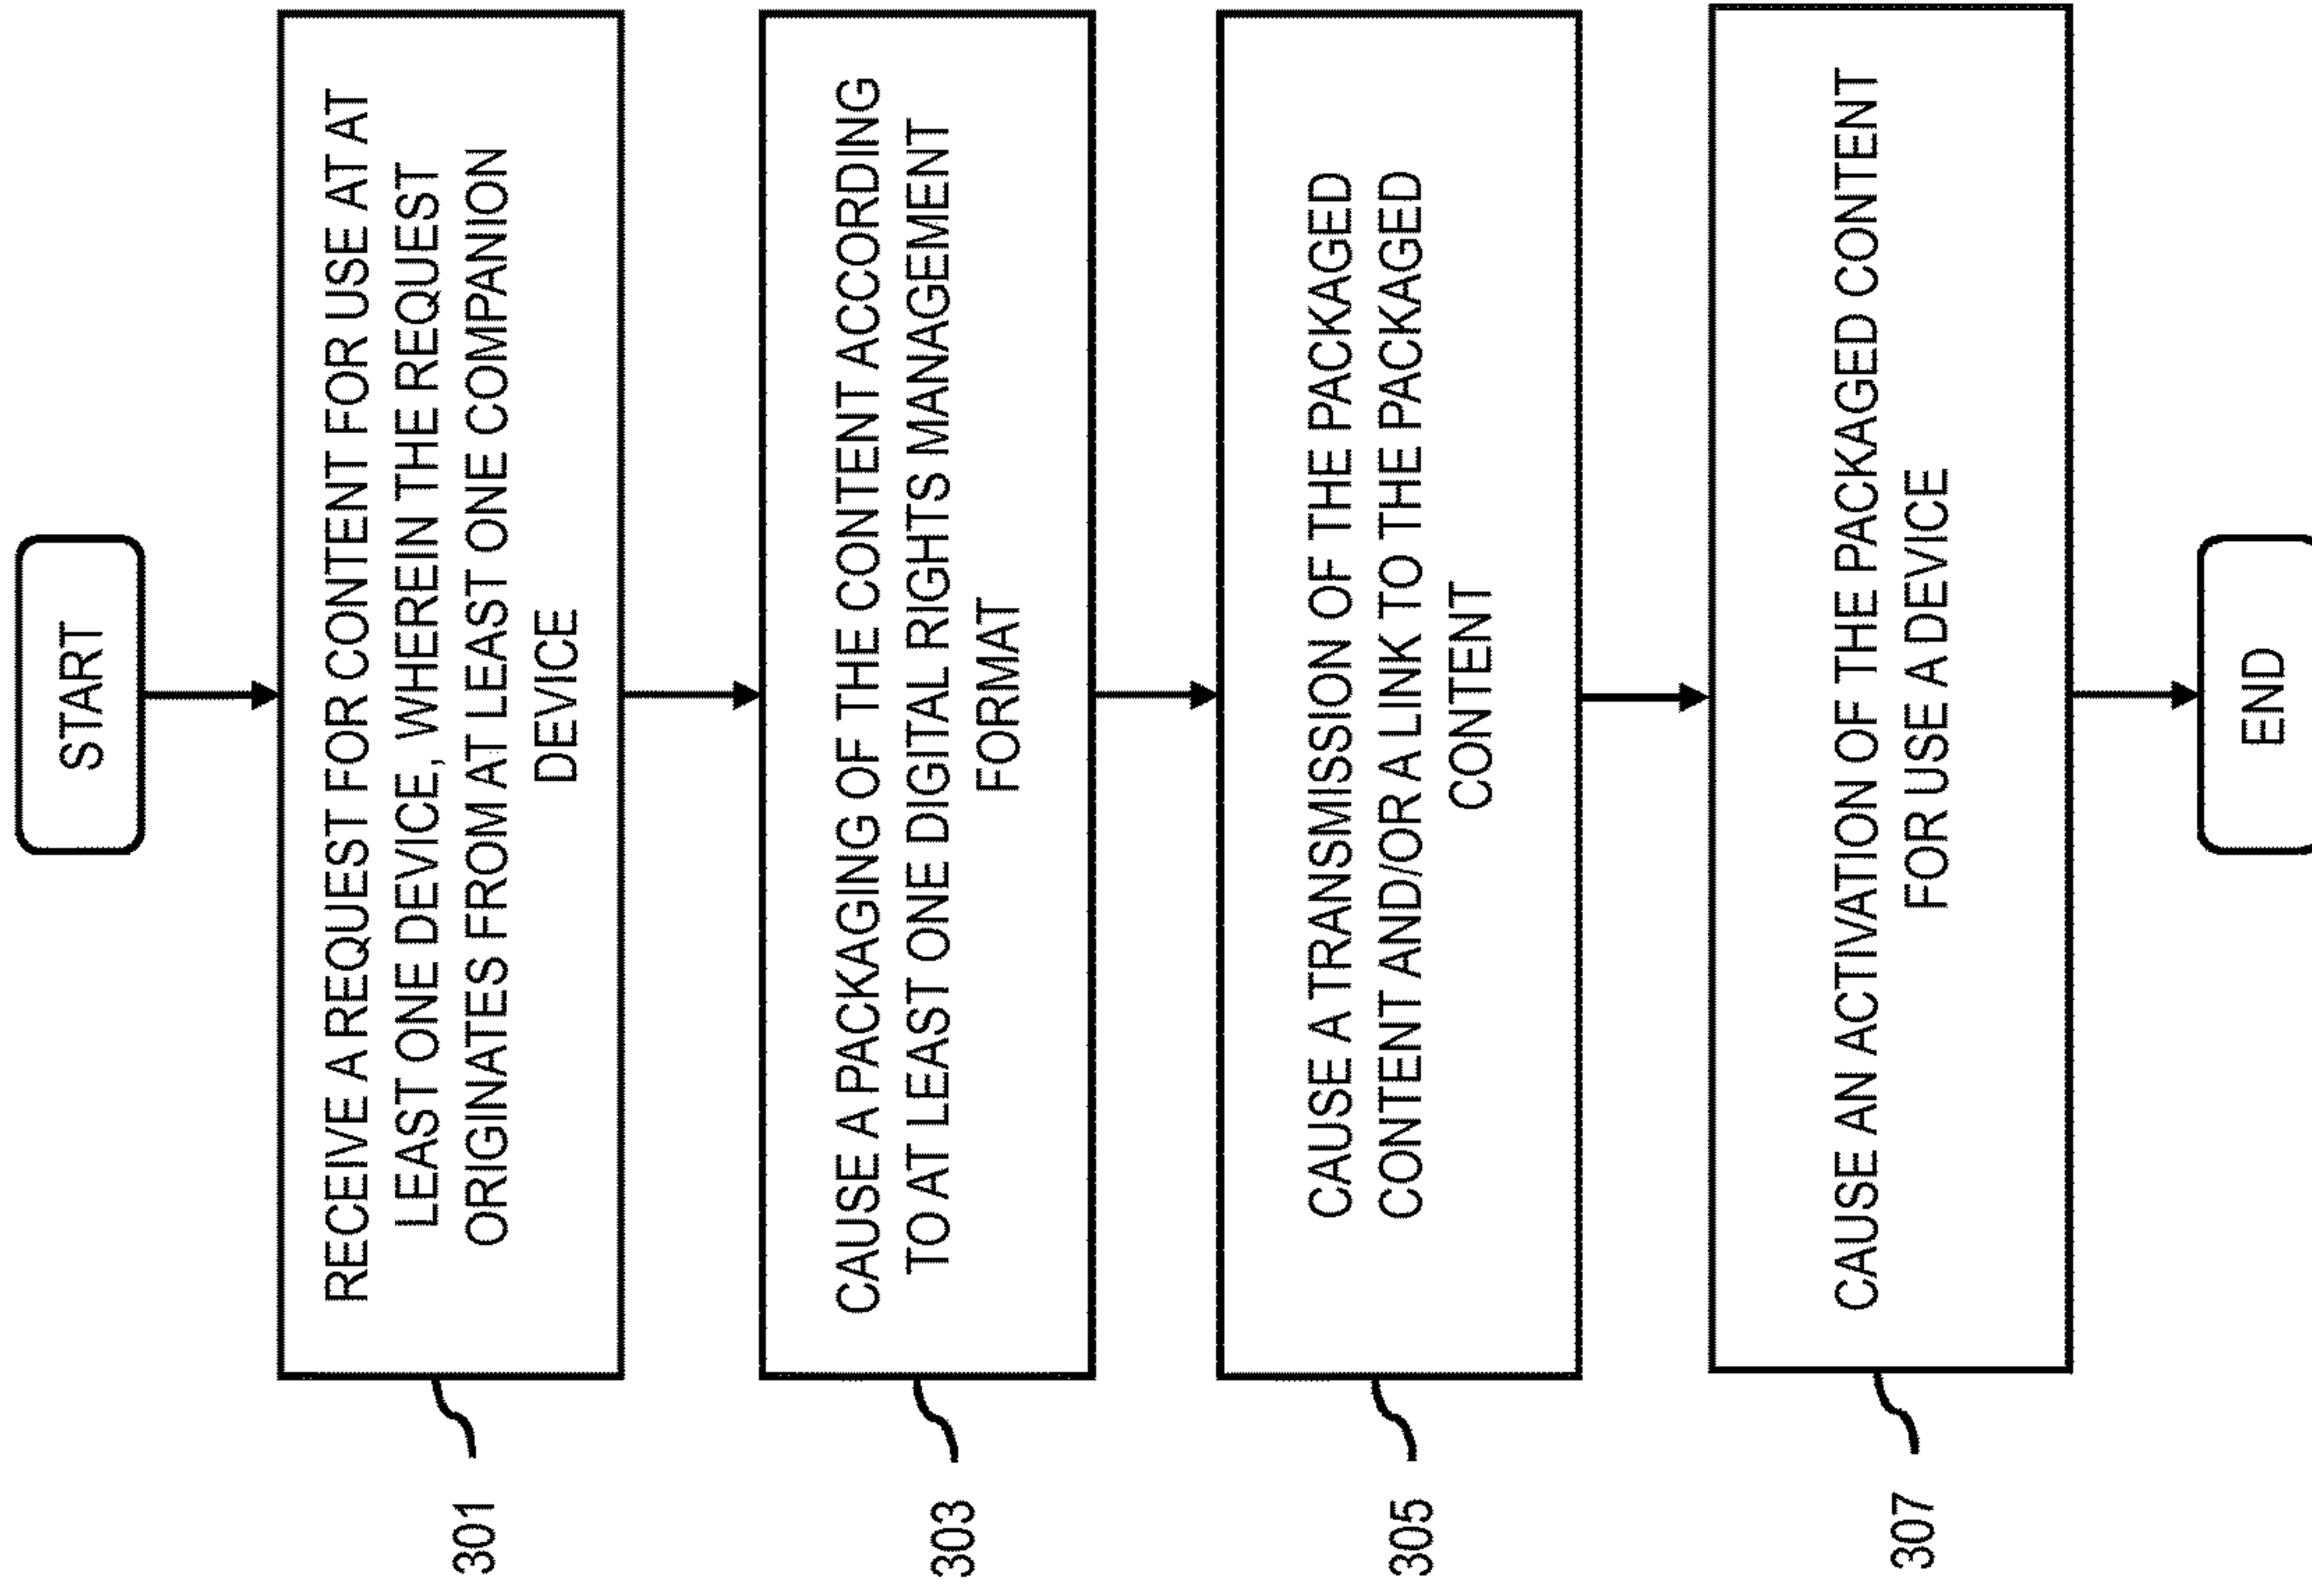 START
RECEIVE A REQUEST FOR CONTENT FOR USE AT AT
LEAST ONE DEVICE, WHEREIN THE REQUEST
ORIGINATES FROM AT LEAST ONE COMPANION
DEVICE
301
CAUSE A PACKAGING OF THE CONTENT ACCORDING
TO AT LEAST ONE DIGITAL RIGHTS MANAGEMENT
FORMAT
303
CAUSE A TRANSMISSION OF THE PACKAGED
CONTENT AND/OR A LINK TO THE PACKAGED
CONTENT
305
CAUSE AN ACTIVATION OF THE PACKAGED CONTENT
FOR USE A DEVICE
307
END